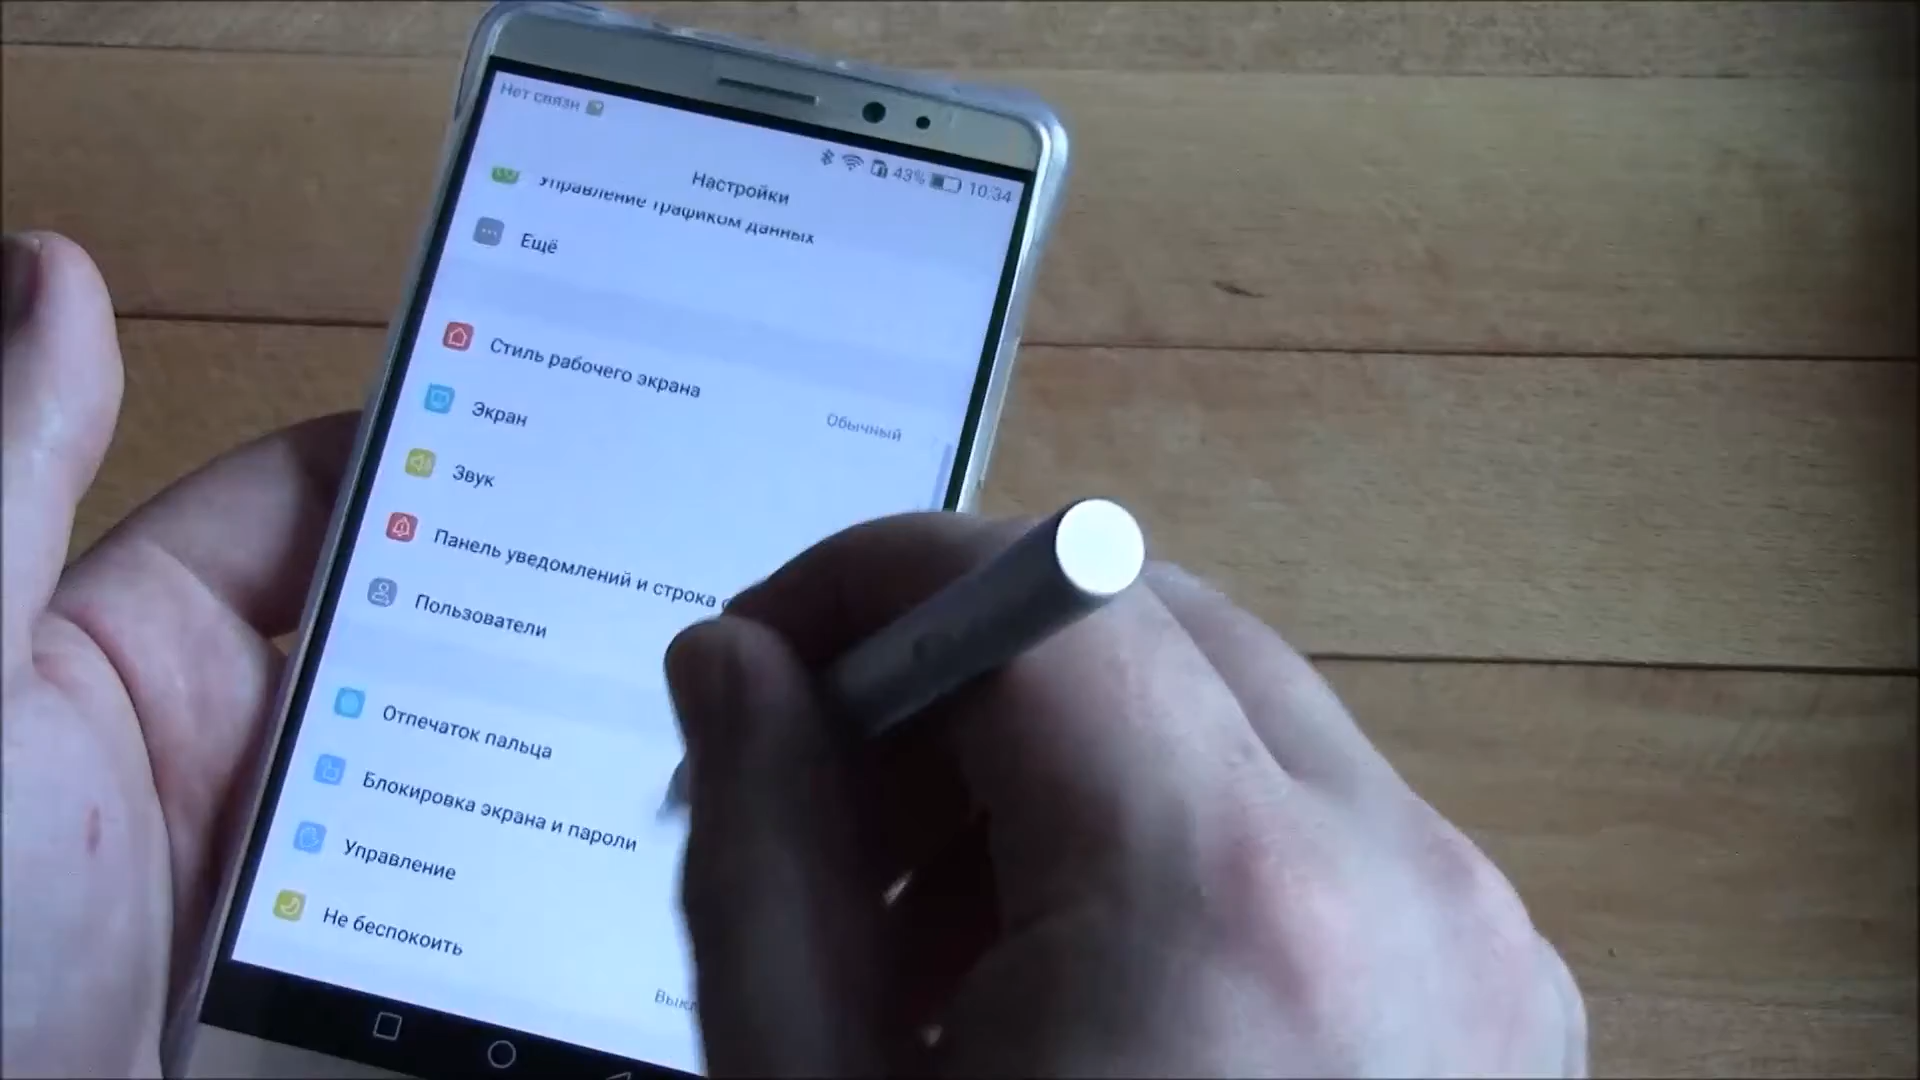 Нет связи
43% 10:34
Настройки
Управление трафиком данных
Ещё
Стиль рабочего экрана
Обычный
Экран
Звук
Панель уведомлений и строка
Пользователи
Отпечаток пальца
Блокировка экрана и пароли
Управление
Не беспокоить